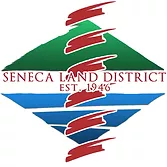 SENECA LAND DISTRICT
EST. 1946